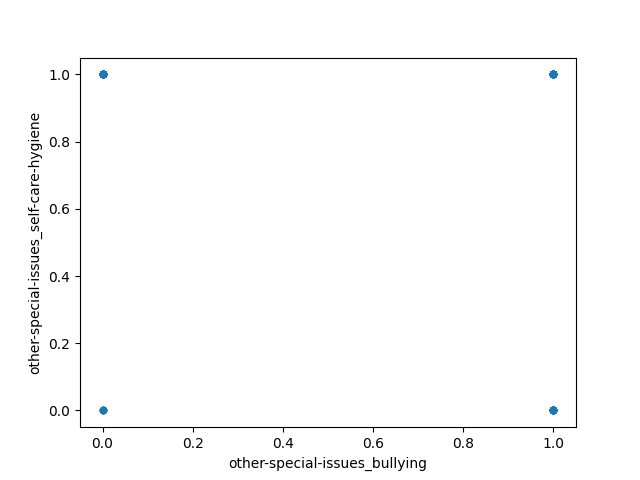 1.0
0.8
0.6
0.4
0.2
0.0
other-special-issues_self-care-hygiene
0.0 0.2 0.4 0.6 0.8 1.0
other-special-issues_bullying